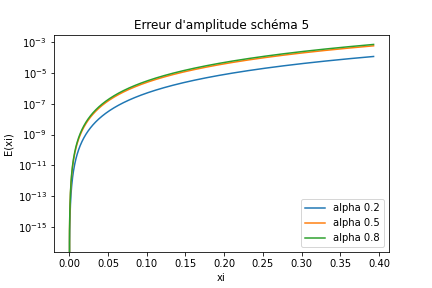 Erreur d'amplitude schéma 5
10⁻³
10⁻⁵
10⁻⁷
10⁻⁹
10⁻¹¹
10⁻¹³
10⁻¹⁵
E(xi)
alpha 0.2
alpha 0.5
alpha 0.8
0.00 0.05 0.10 0.15 0.20 0.25 0.30 0.35 0.40
xi